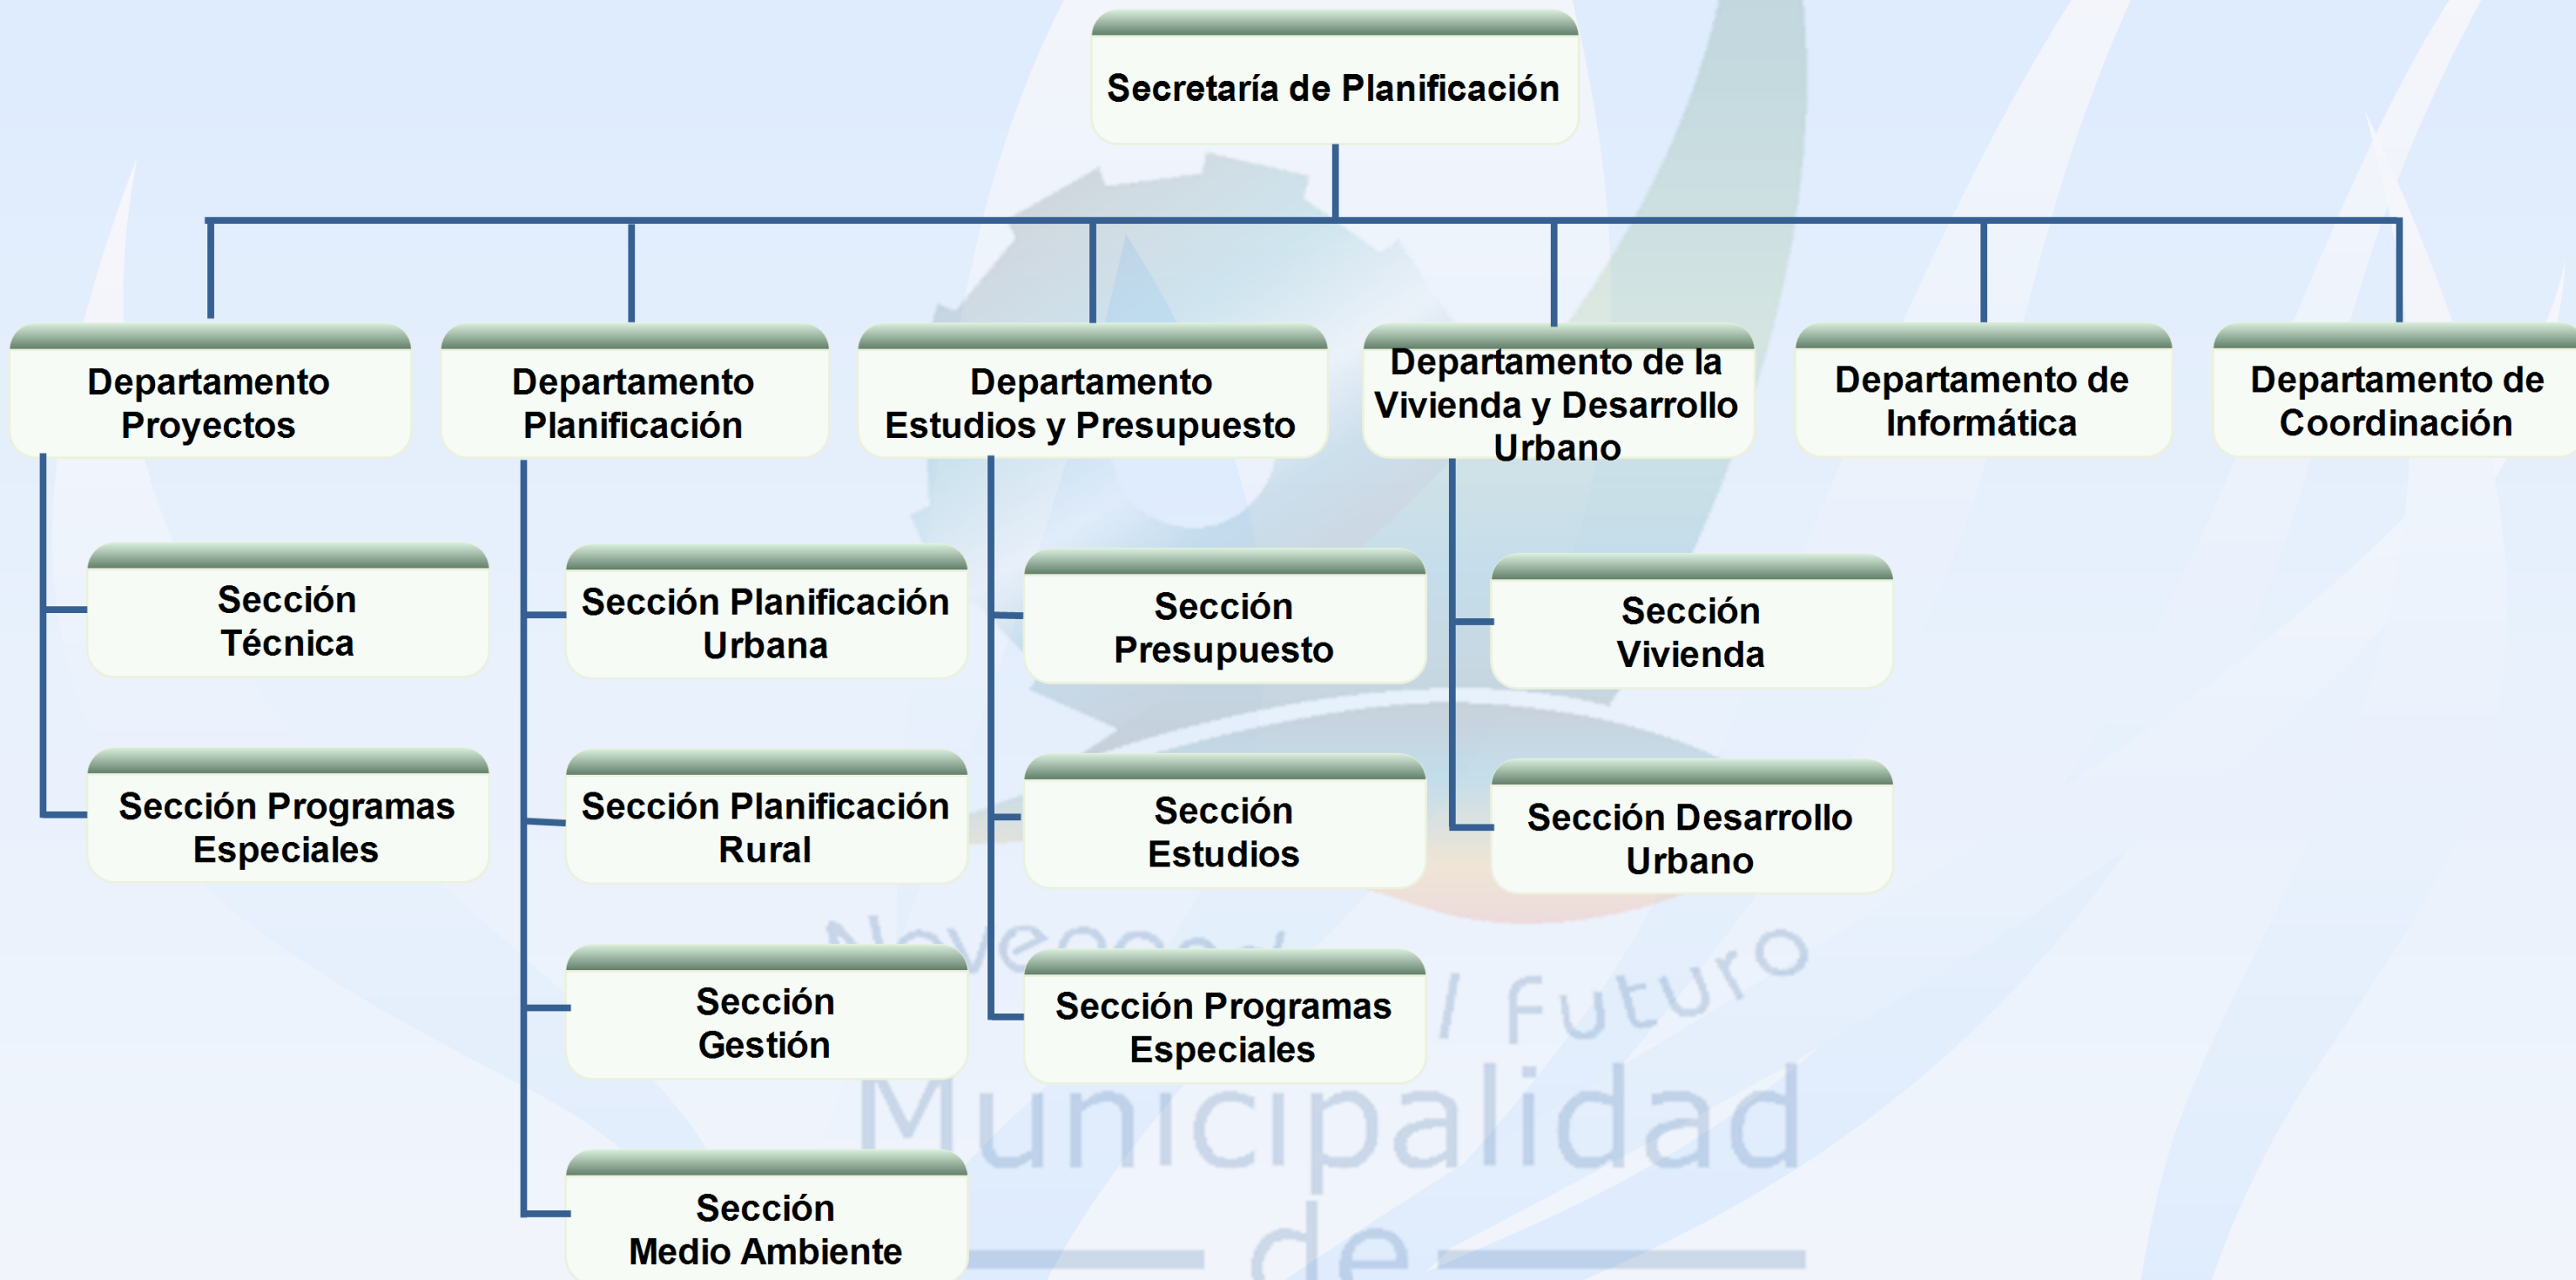 Secretaría de Planificación
Departamento
Proyectos
Departamento
Planificación
Departamento
Estudios y Presupuesto
Departamento de la
Vivienda y Desarrollo
Urbano
Departamento de
Informática
Departamento de
Coordinación
Sección
Técnica
Sección Programas
Especiales
Sección Planificación
Urbana
Sección Planificación
Rural
Sección
Gestión
Sección
Medio Ambiente
Sección
Presupuesto
Sección
Estudios
Sección Programas
Especiales
Sección
Vivienda
Sección Desarrollo
Urbano
Futuro
Municipalidad
de